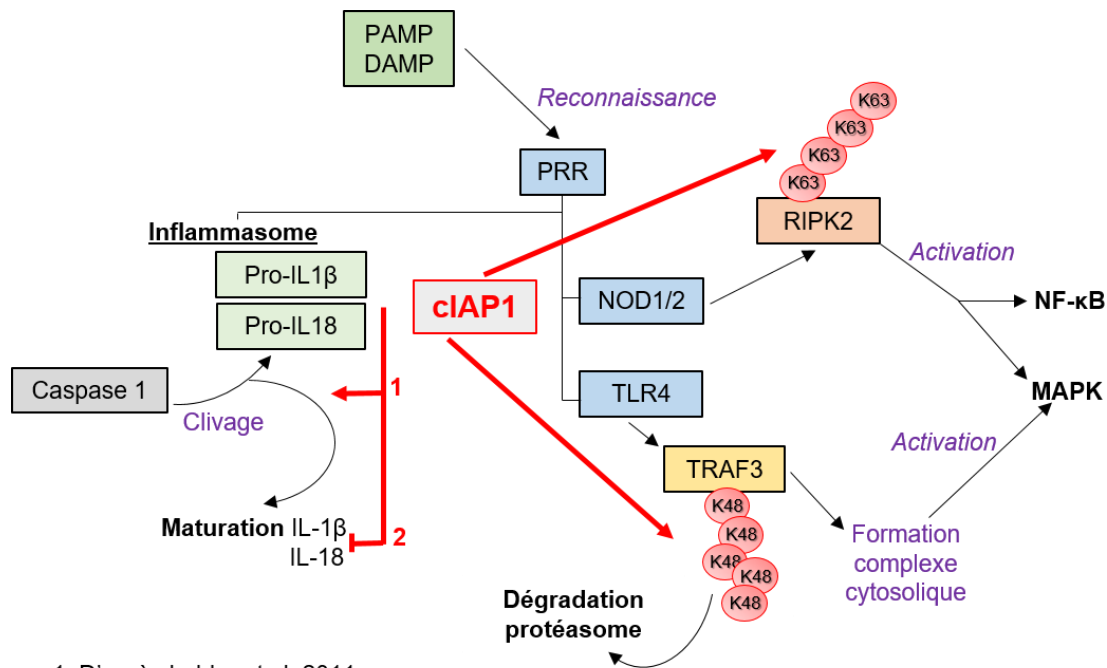 PAMP
DAMP
Reconnaissance
K63
K63
K63
K63
PRR
RIPK2
Inflammasome
Activation
Pro-IL1β
cIAP1
NOD1/2
NF-κB
Pro-IL18
Caspase 1
1
TLR4
MAPK
Clivage
Activation
TRAF3
K48
K48
K48
K48
K48
Maturation IL-1β
IL-18
2
Formation
complexe
cytosolique
Dégradation
protéasome